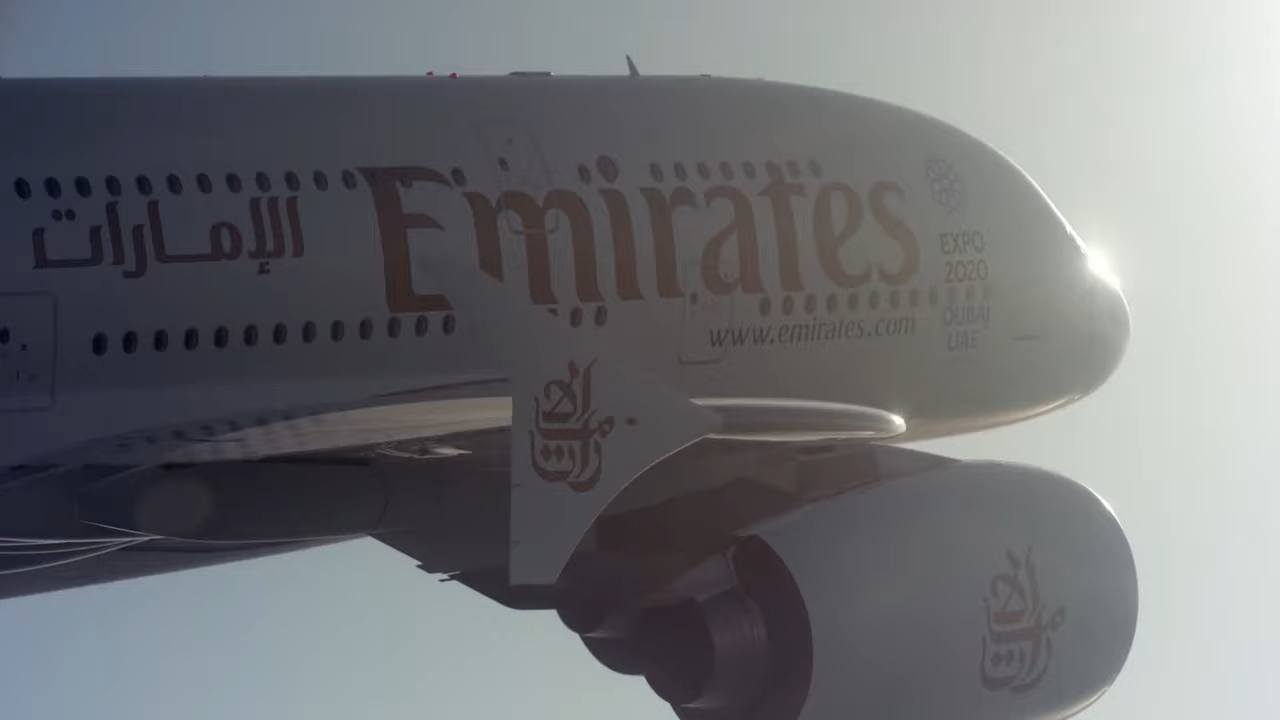 الإمارات
Emirates
EXPO
2020
DUBAI
UAE
www.emirates.com